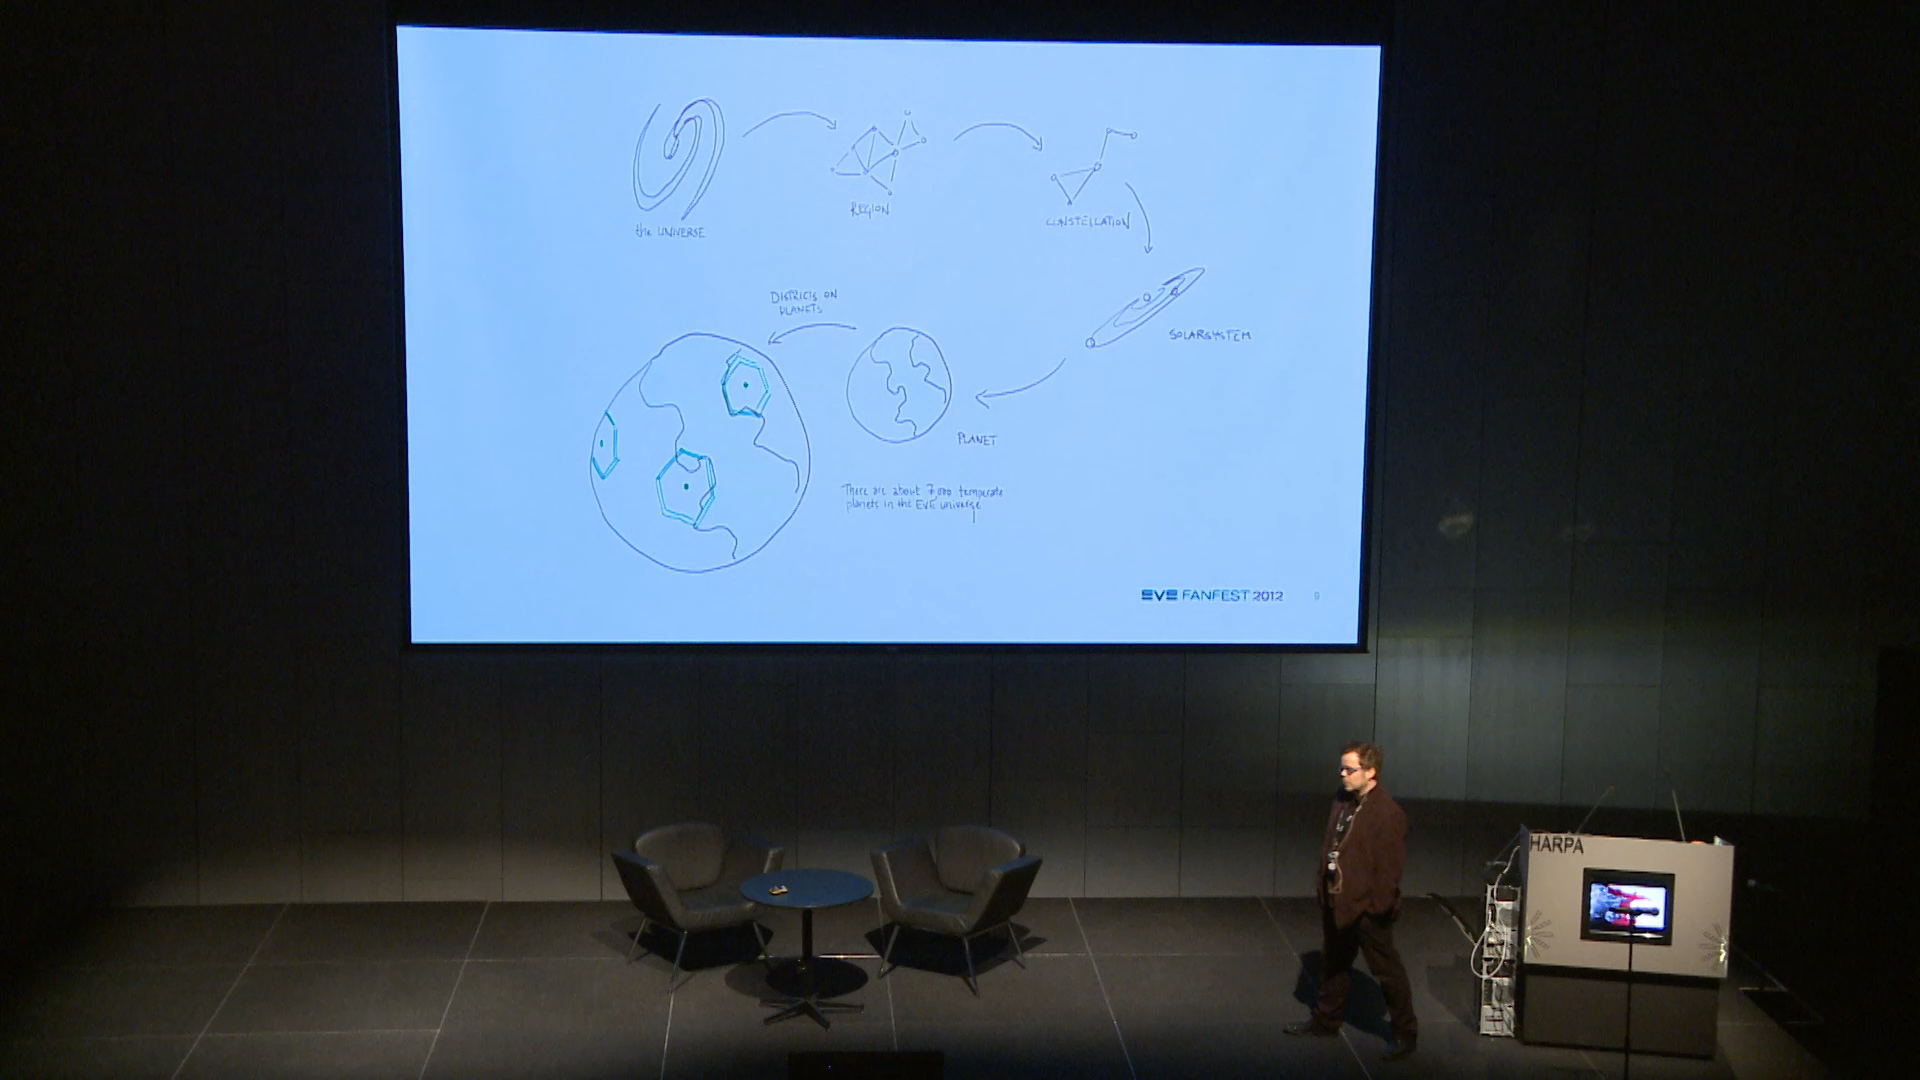 the UNIVERSE
REGION
CONSTELLATION
SOLARSYSTEM
DISTRICTS ON
PLANETS
PLANET
There are about 7,000 temperate
planets in the EVE universe
EVE FANFEST 2012
9
HARPA